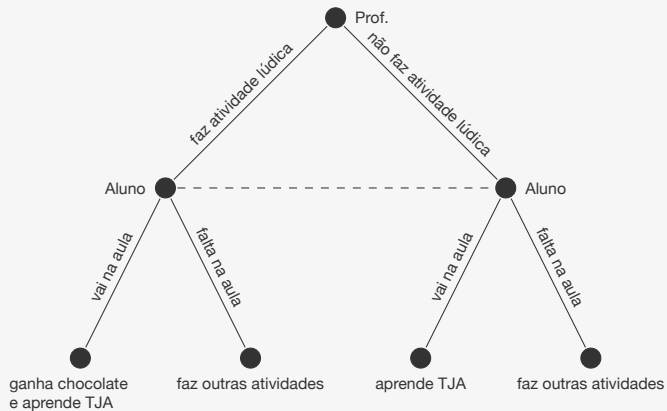 Prof.
faz atividade lúdica
não faz atividade lúdica
Aluno
Aluno
vai na aula
falta na aula
vai na aula
falta na aula
ganha chocolate
e aprende TJA
faz outras atividades
aprende TJA
faz outras atividades